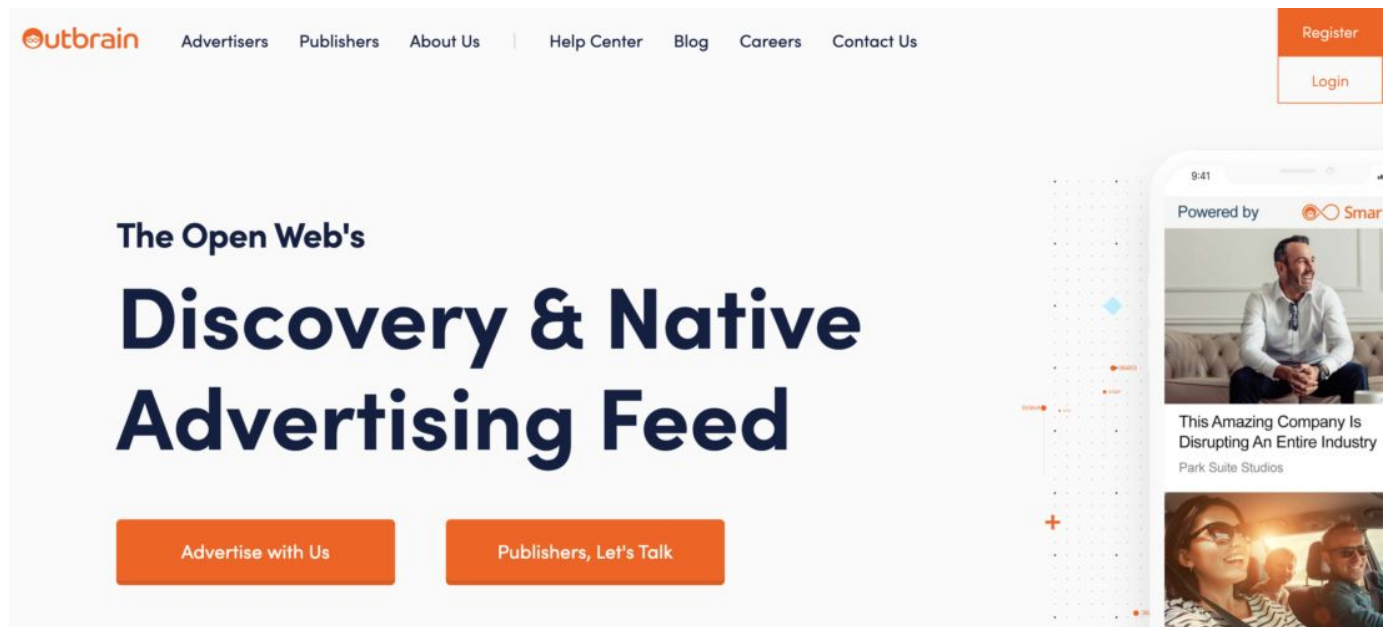 Outbrain
Advertisers Publishers About Us | Help Center Blog Careers Contact Us
Register
Login
The Open Web's
Discovery & Native
Advertising Feed
Advertise with Us
Publishers, Let's Talk
9:41
Powered by Smar
This Amazing Company Is
Disrupting An Entire Industry
Park Suite Studios